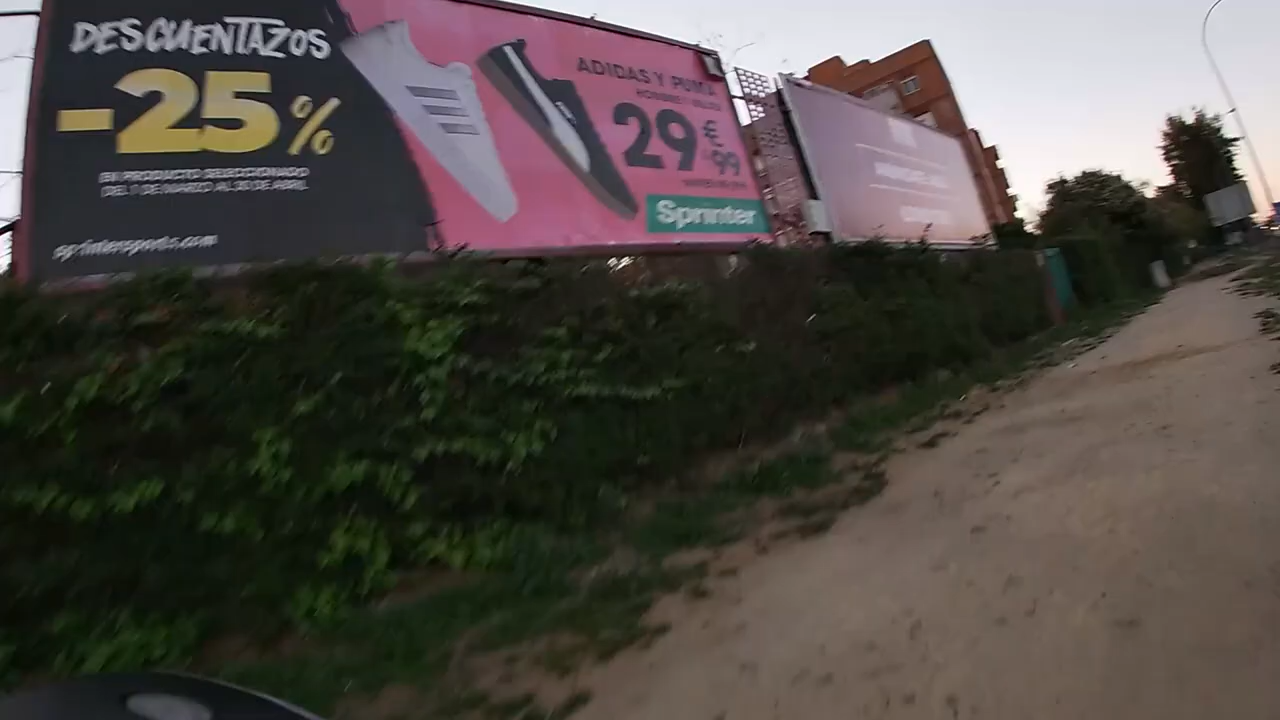 DESCUENTAZOS
-25%
EN PRODUCTO SELECCIONADO
DEL 1 DE MARZO AL 30 DE ABRIL
sprintersports.com
ADIDAS Y PUMA
29€
99
Sprinter